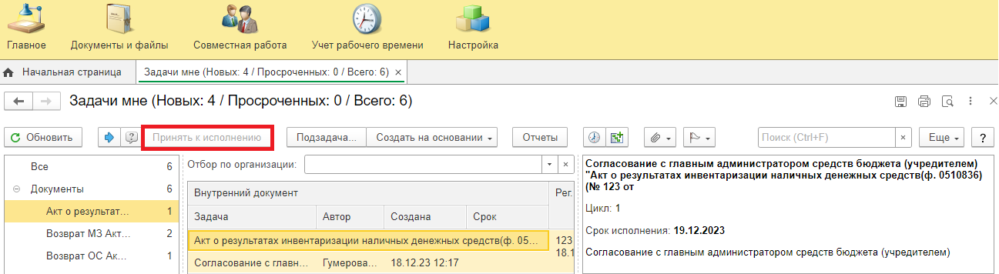 Главное Документы и файлы Совместная работа Учет рабочего времени Настройка
Начальная страница Задачи мне (Новых: 4 / Просроченных: 0 / Всего: 6) ×
Задачи мне (Новых: 4 / Просроченных: 0 / Всего: 6)
Обновить Принять к исполнению Подзадача... Создать на основании Отчеты Поиск (Ctrl+F) × Еще ?
Все 6
Документы 6
Акт о результат... 1
Возврат МЗ Акт... 2
Возврат ОС Ак... 1
Отбор по организации:
Внутренний документ Рег.
Задача Автор Создана Срок
Акт о результатах инвентаризации наличных денежных средств(ф. 05... 123
18.1
Согласование с главн... Гумерова... 18.12.23 12:17
Согласование с главным администратором средств бюджета (учредителем)
"Акт о результатах инвентаризации наличных денежных средств(ф. 0510836)
(№ 123 от
Цикл: 1
Срок исполнения: 19.12.2023
Согласование с главным администратором средств бюджета (учредителем)